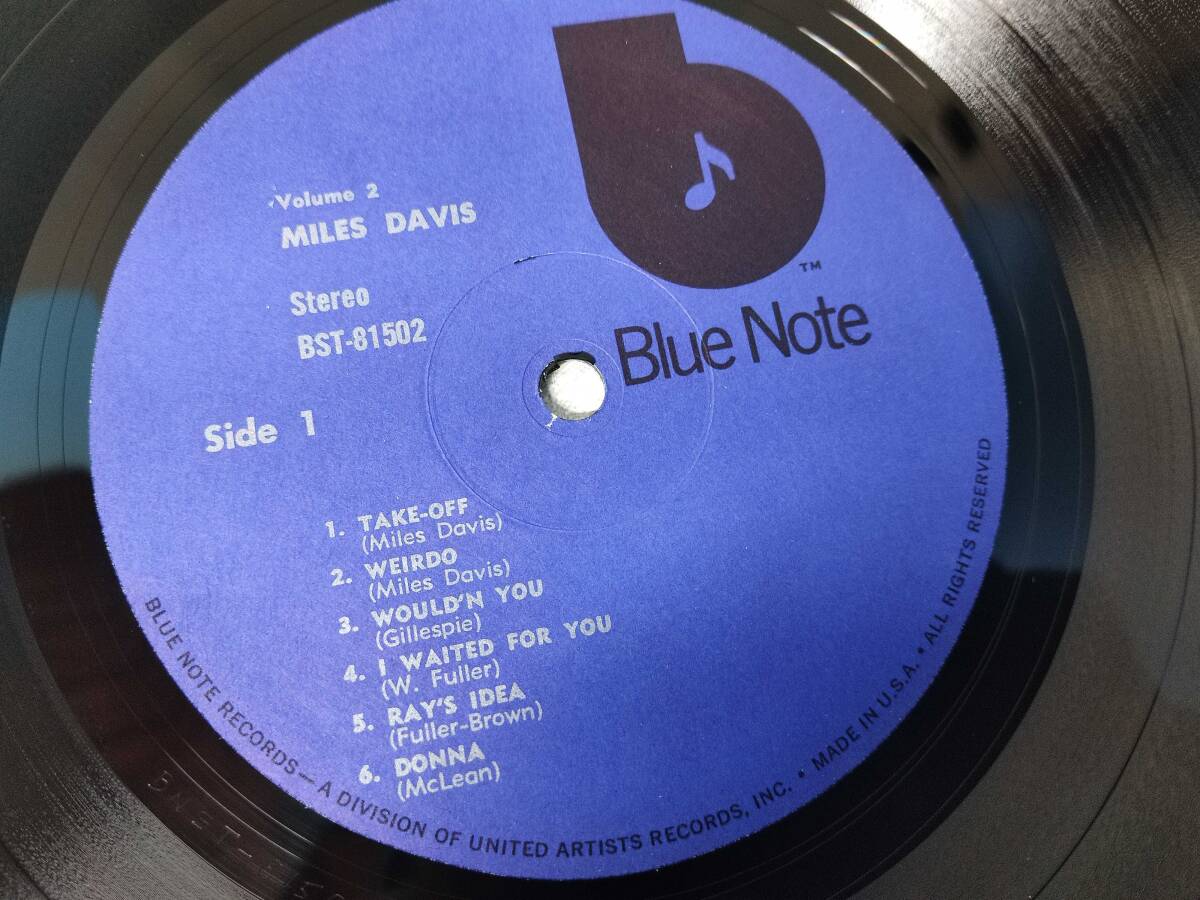 Volume 2
MILES DAVIS
Stereo
BST-81502
Side 1
b
TM
Blue Note
1. TAKE-OFF
(Miles Davis)
2. WEIRDO
(Miles Davis)
3. WOULD'N YOU
(Gillespie)
4. I WAITED FOR YOU
(W. Fuller)
5. RAY'S IDEA
(Fuller-Brown)
6. DONNA
(McLean)
BLUE NOTE RECORDS—A DIVISION OF UNITED ARTISTS RECORDS, INC. • MADE IN U.S.A. • ALL RIGHTS RESERVED